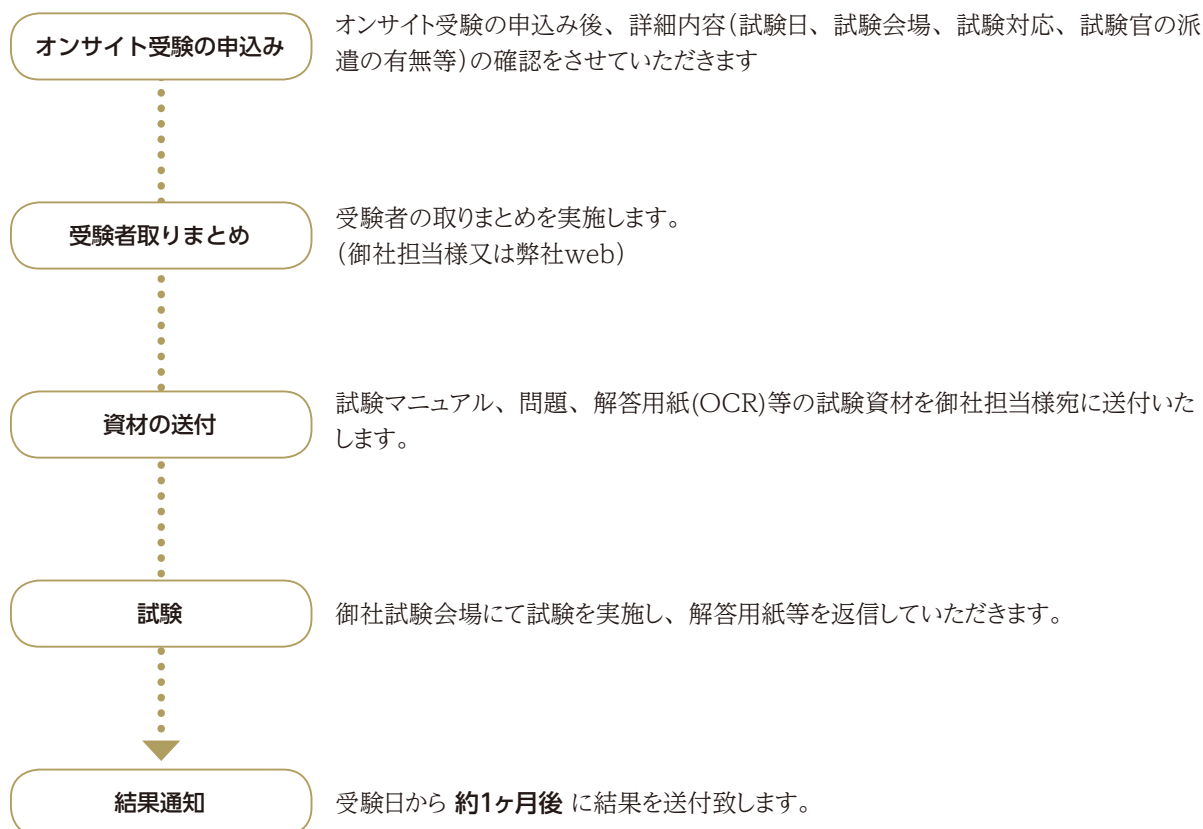 オンサイト受験の申込み
オンサイト受験の申込み後、詳細内容(試験日、試験会場、試験対応、試験官の派
遣の有無等)の確認をさせていただきます
受験者取りまとめ
受験者の取りまとめを実施します。
(御社担当様又は弊社web)
資材の送付
試験マニュアル、問題、解答用紙(OCR)等の試験資材を御社担当様宛に送付いた
します。
試験
御社試験会場にて試験を実施し、解答用紙等を返信していただきます。
結果通知
受験日から 約1ヶ月後 に結果を送付致します。